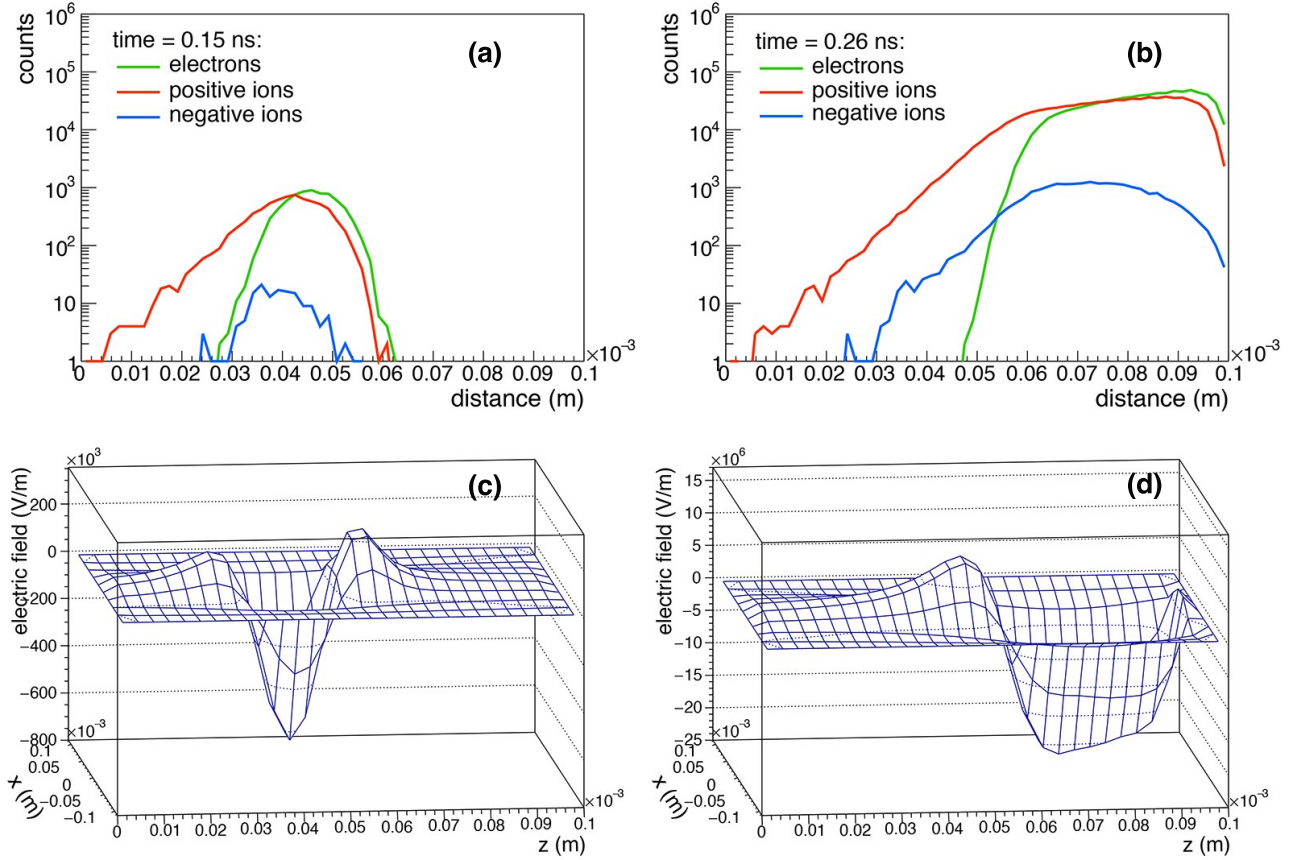 (a)
counts
10^6
10^5
10^4
10^3
10^2
10
1
time = 0.15 ns:
electrons
positive ions
negative ions
0 0.01 0.02 0.03 0.04 0.05 0.06 0.07 0.08 0.09 0.1
×10^-3
distance (m)
(b)
counts
10^6
10^5
10^4
10^3
10^2
10
1
time = 0.26 ns:
electrons
positive ions
negative ions
0 0.01 0.02 0.03 0.04 0.05 0.06 0.07 0.08 0.09 0.1
×10^-3
distance (m)
(c)
×10^3
electric field (V/m)
200
0
−200
−400
−600
−800
×10^-3
0.1
0.05
0
−0.05
−0.1
x (m)
0 0.01 0.02 0.03 0.04 0.05 0.06 0.07 0.08 0.09 0.1
×10^-3
z (m)
(d)
×10^6
electric field (V/m)
15
10
5
0
−5
−10
−15
−20
−25
×10^-3
0.1
0.05
0
−0.05
−0.1
x (m)
0 0.01 0.02 0.03 0.04 0.05 0.06 0.07 0.08 0.09 0.1
×10^-3
z (m)